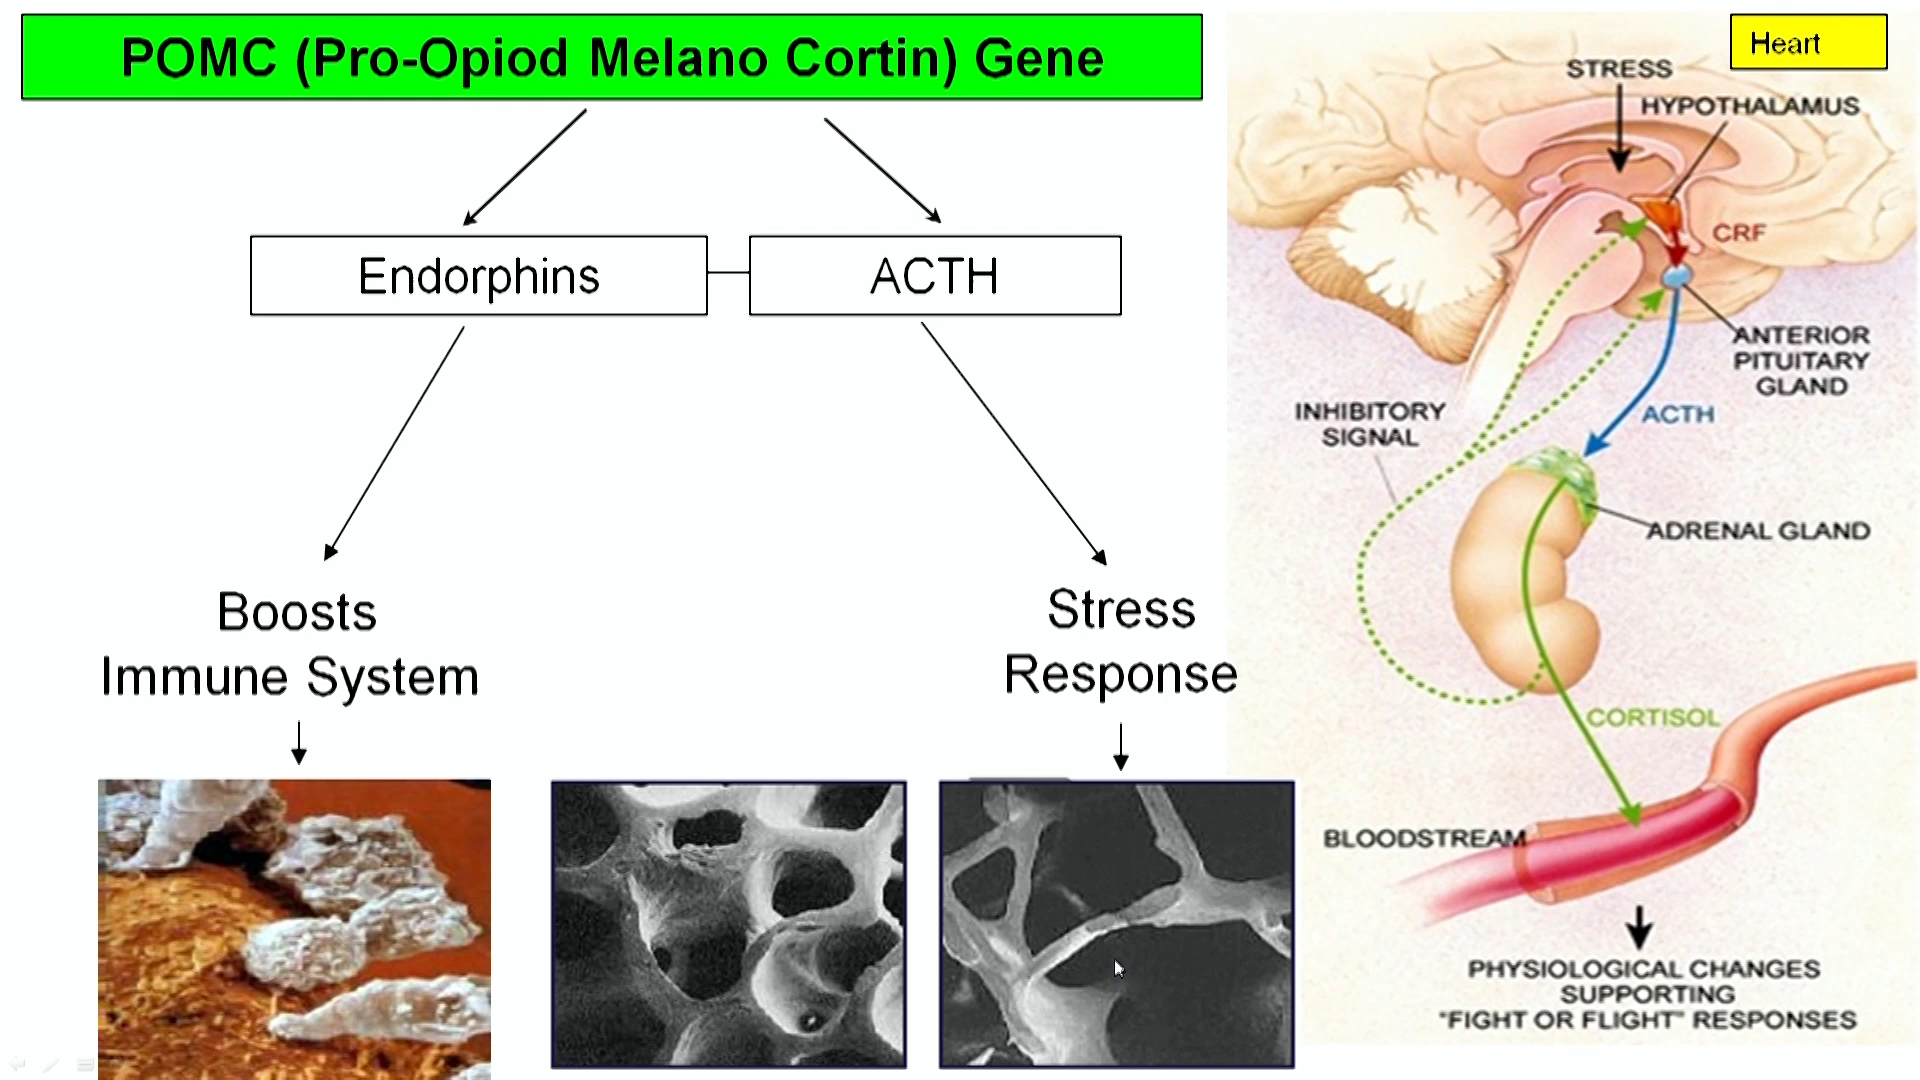 POMC (Pro-Opiod Melano Cortin) Gene
Endorphins
ACTH
Boosts
Immune System
Stress
Response
Heart
STRESS
HYPOTHALAMUS
CRF
ANTERIOR
PITUITARY
GLAND
ACTH
INHIBITORY
SIGNAL
ADRENAL GLAND
CORTISOL
BLOODSTREAM
PHYSIOLOGICAL CHANGES
SUPPORTING
"FIGHT OR FLIGHT" RESPONSES